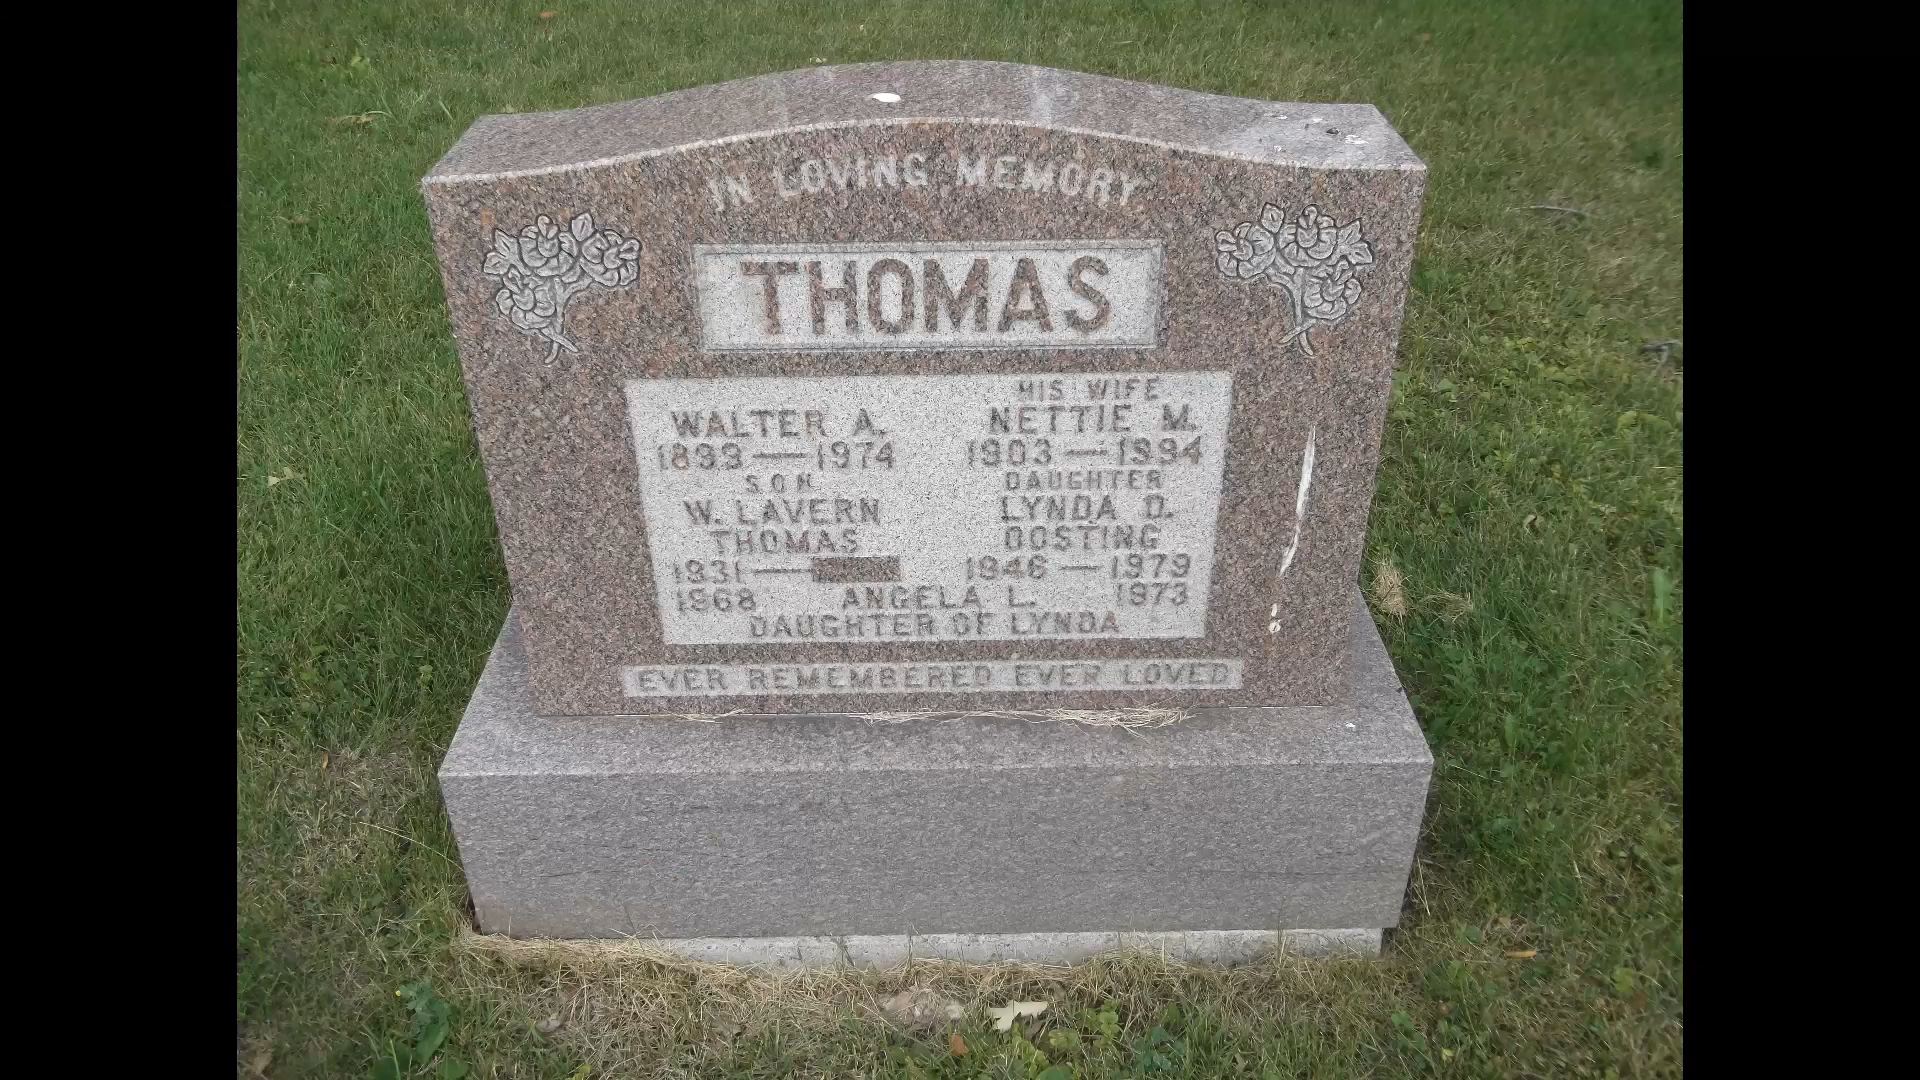 IN LOVING MEMORY
THOMAS
WALTER A.
1899 — 1974
SON
W. LAVERN
THOMAS
1931 —
HIS WIFE
NETTIE M.
1903 — 1994
DAUGHTER
LYNDA D.
OOSTING
1946 — 1979
1968 ANGELA L. 1973
DAUGHTER OF LYNDA
EVER REMEMBERED EVER LOVED